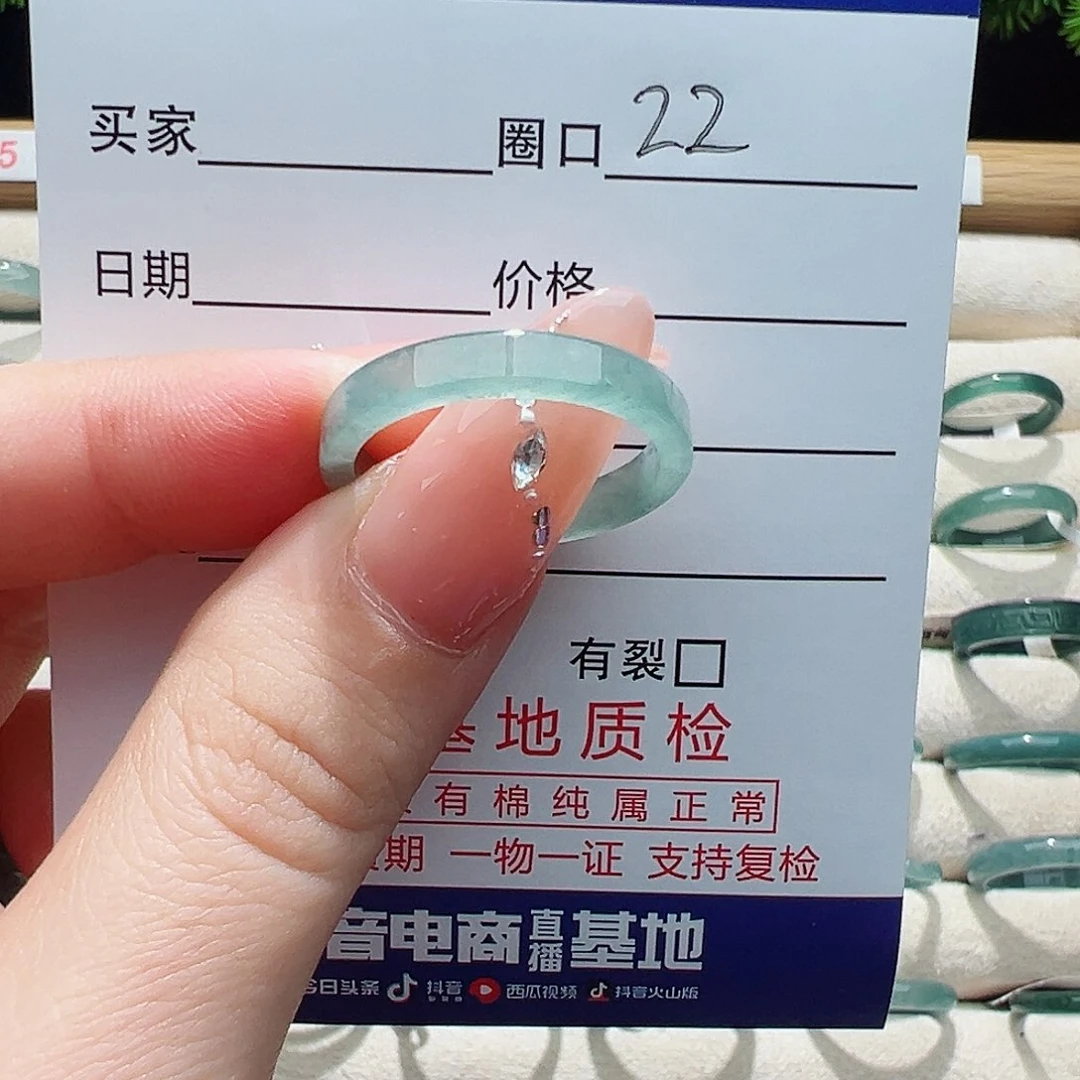 买家 圈口 22
日期 价格
有裂
地质检
有棉纯属正常
期 一物一证 支持复检
音电商直播基地
今日头条 抖音 西瓜视频 抖音火山版
5